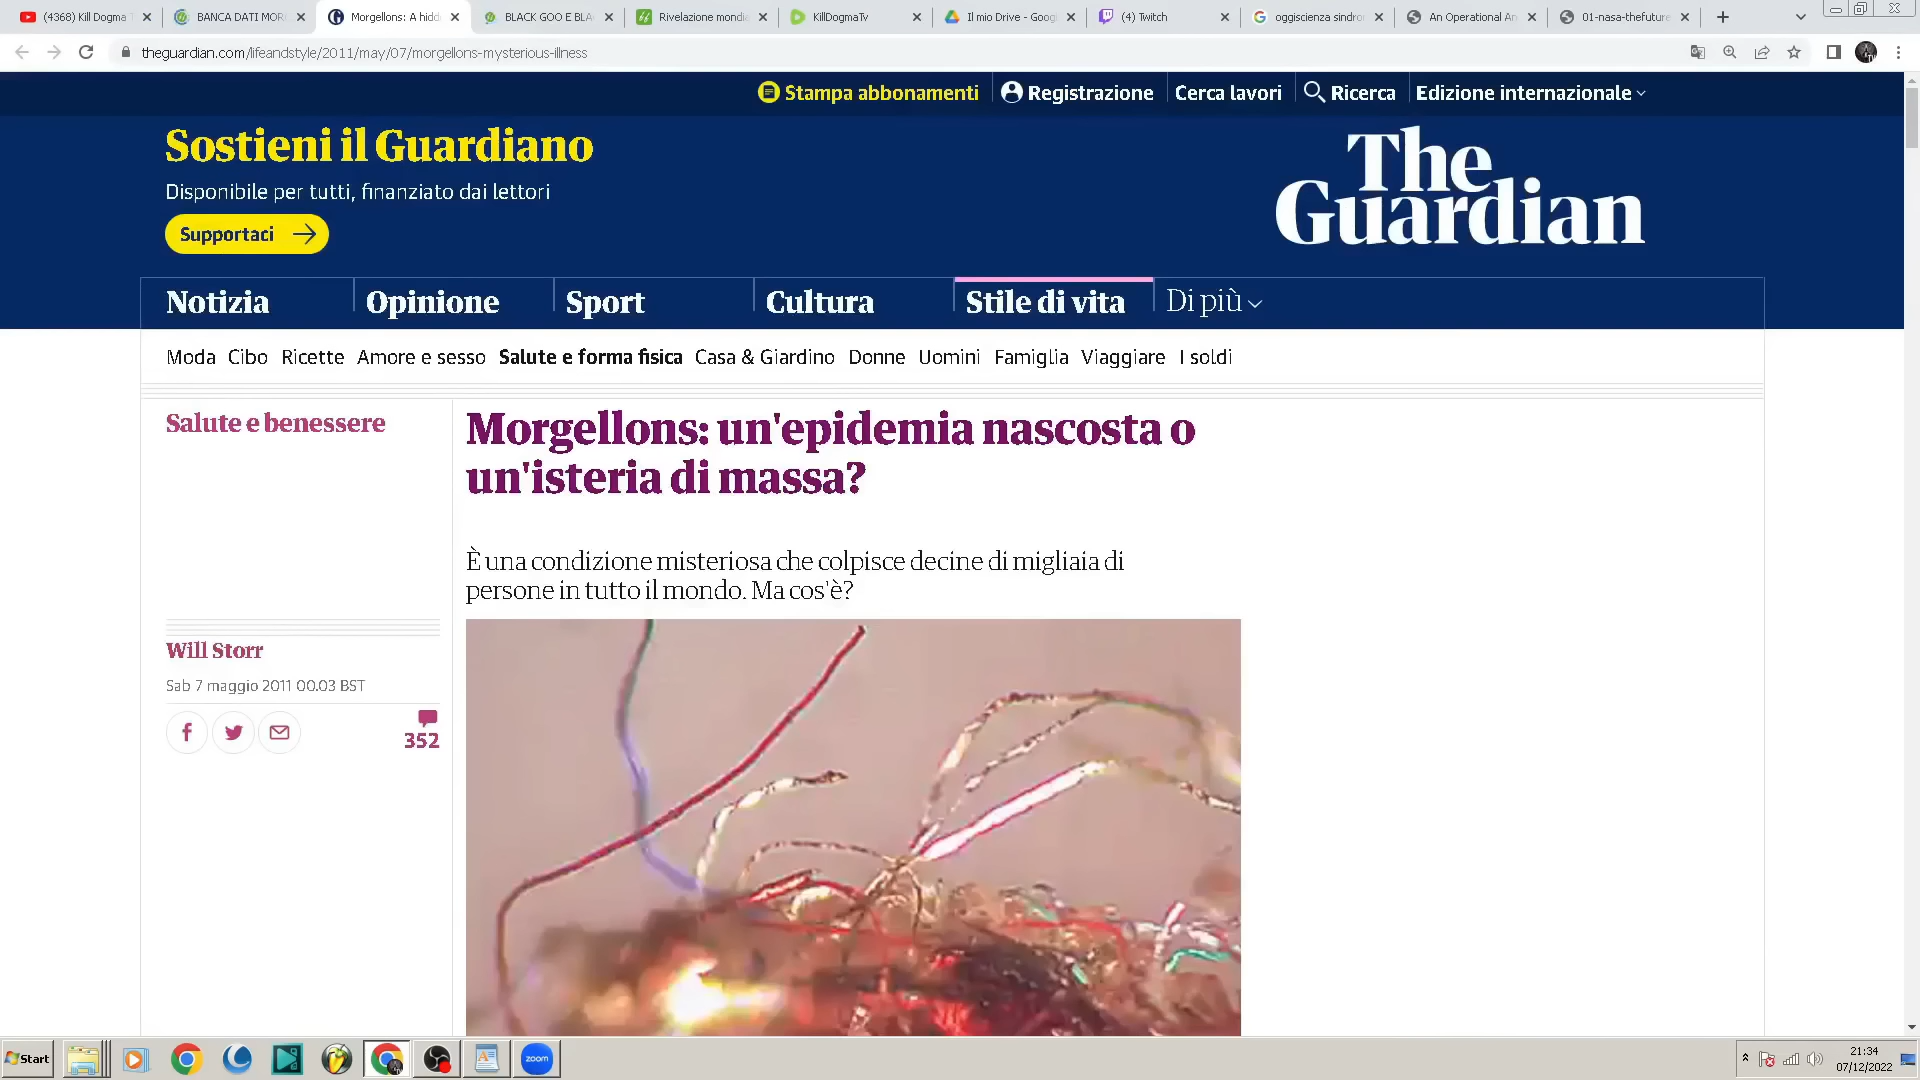 (4368) Kill Dogma T
BANCA DATI MOR
Morgellons: A hidd
BLACK GOO E BLA
Rivelazione mondi
KillDogmaTv
Il mio Drive - Goog
(4) Twitch
oggiscienza sindro
An Operational An
01-nasa-thefuture
theguardian.com/lifeandstyle/2011/may/07/morgellons-mysterious-illness
Stampa abbonamenti
Registrazione
Cerca lavori
Ricerca
Edizione internazionale
Sostieni il Guardiano
Disponibile per tutti, finanziato dai lettori
Supportaci
The
Guardian
Notizia
Opinione
Sport
Cultura
Stile di vita
Di più
Moda Cibo Ricette Amore e sesso Salute e forma fisica Casa & Giardino Donne Uomini Famiglia Viaggiare I soldi
Salute e benessere
Morgellons: un'epidemia nascosta o
un'isteria di massa?
È una condizione misteriosa che colpisce decine di migliaia di
persone in tutto il mondo. Ma cos'è?
Will Storr
Sab 7 maggio 2011 00.03 BST
352
Start
zoom
21:34
07/12/2022